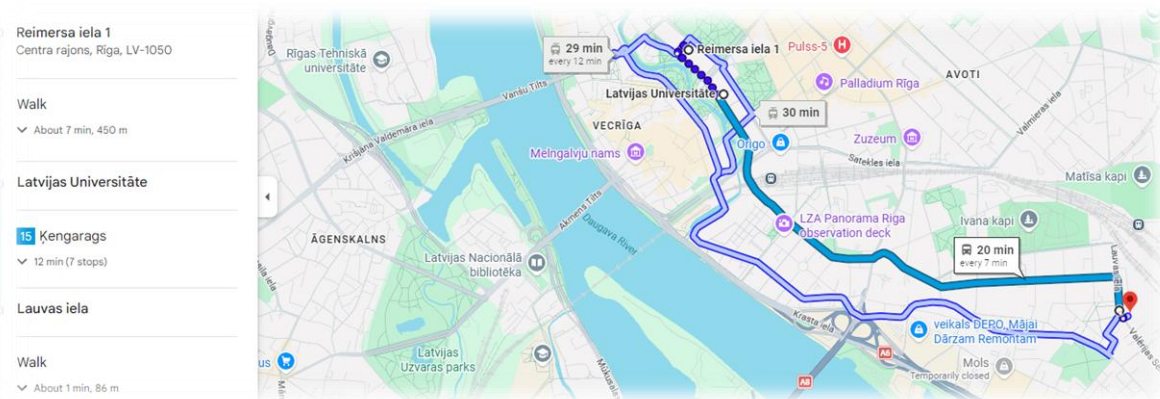 Reimersa iela 1
Centra rajons, Rīga, LV-1050
Walk
About 7 min, 450 m
Latvijas Universitāte
15 Ķengarags
12 min (7 stops)
Lauvas iela
Walk
About 1 min, 86 m
Rīgas Tehniskā
universitāte
29 min
every 12 min
Reimersa iela 1
Pulss-5
H
AVOTI
Palladium Rīga
Latvijas Universitāte
Vanšu Tilts
30 min
Valmieras iela
VECRĪGA
Krišjāņa Valdemāra iela
Origo
Zuzeum
Melngalvju nams
Satekles iela
Matīsa kapi
Akmens Tilts
Daugava River
LZA Panorama Riga
observation deck
Ivana kapi
ĀGENSKALNS
Latvijas Nacionālā
bibliotēka
20 min
every 7 min
Lauvas iela
Krasta iela
veikals DEPO, Mājai
Dārzam Remontam
Latvijas
Uzvaras parks
A6
Mols
Temporarily closed
A8
us